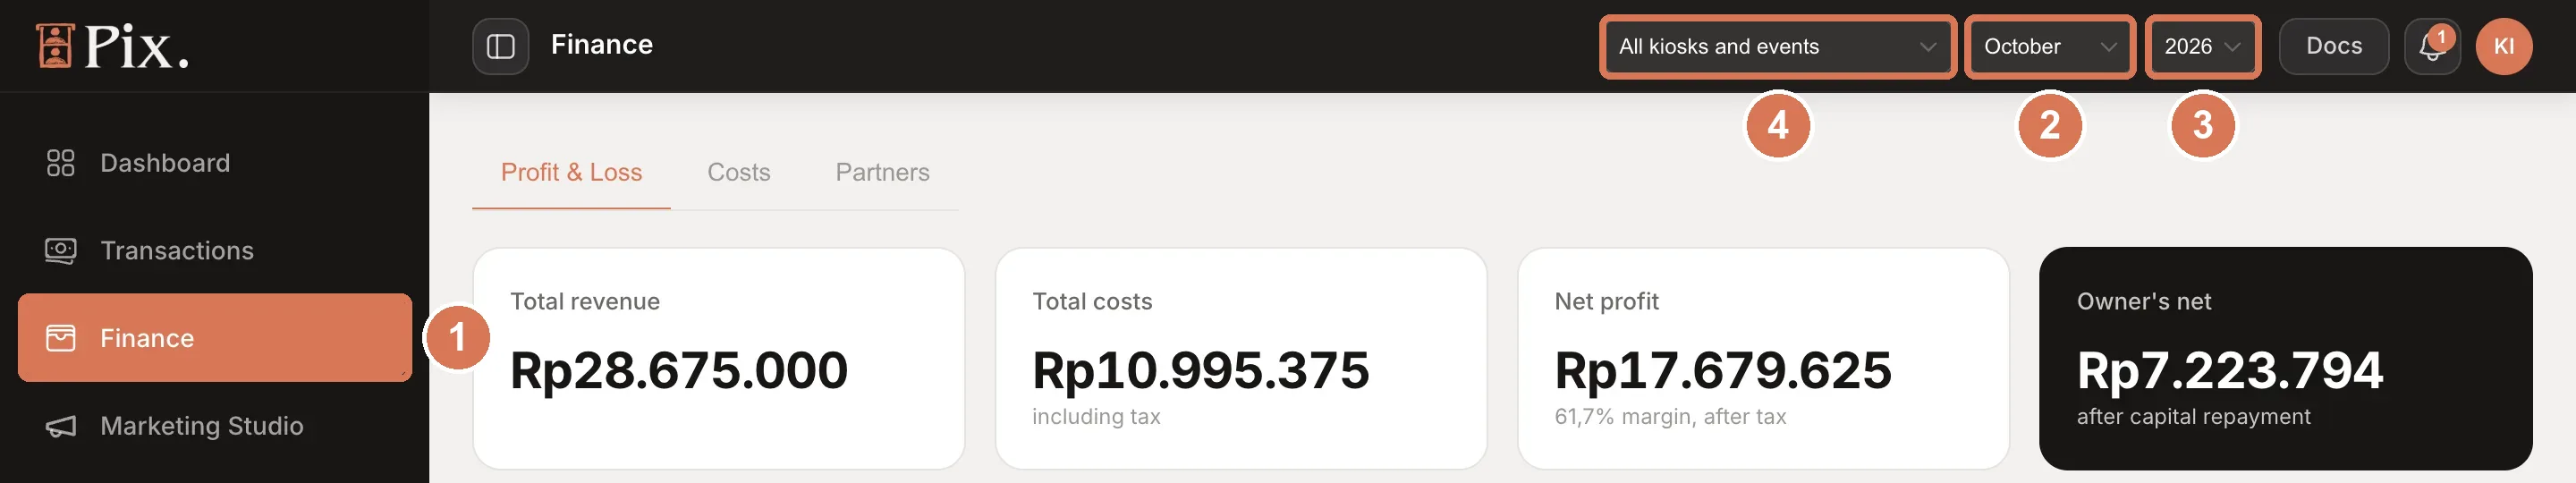 Pix.
Finance
All kiosks and events
October
2026
Docs
1
KI
4
2
3
Dashboard
Transactions
Finance
Marketing Studio
1
Profit & Loss
Costs
Partners
Total revenue
Rp28.675.000
Total costs
Rp10.995.375
including tax
Net profit
Rp17.679.625
61,7% margin, after tax
Owner's net
Rp7.223.794
after capital repayment